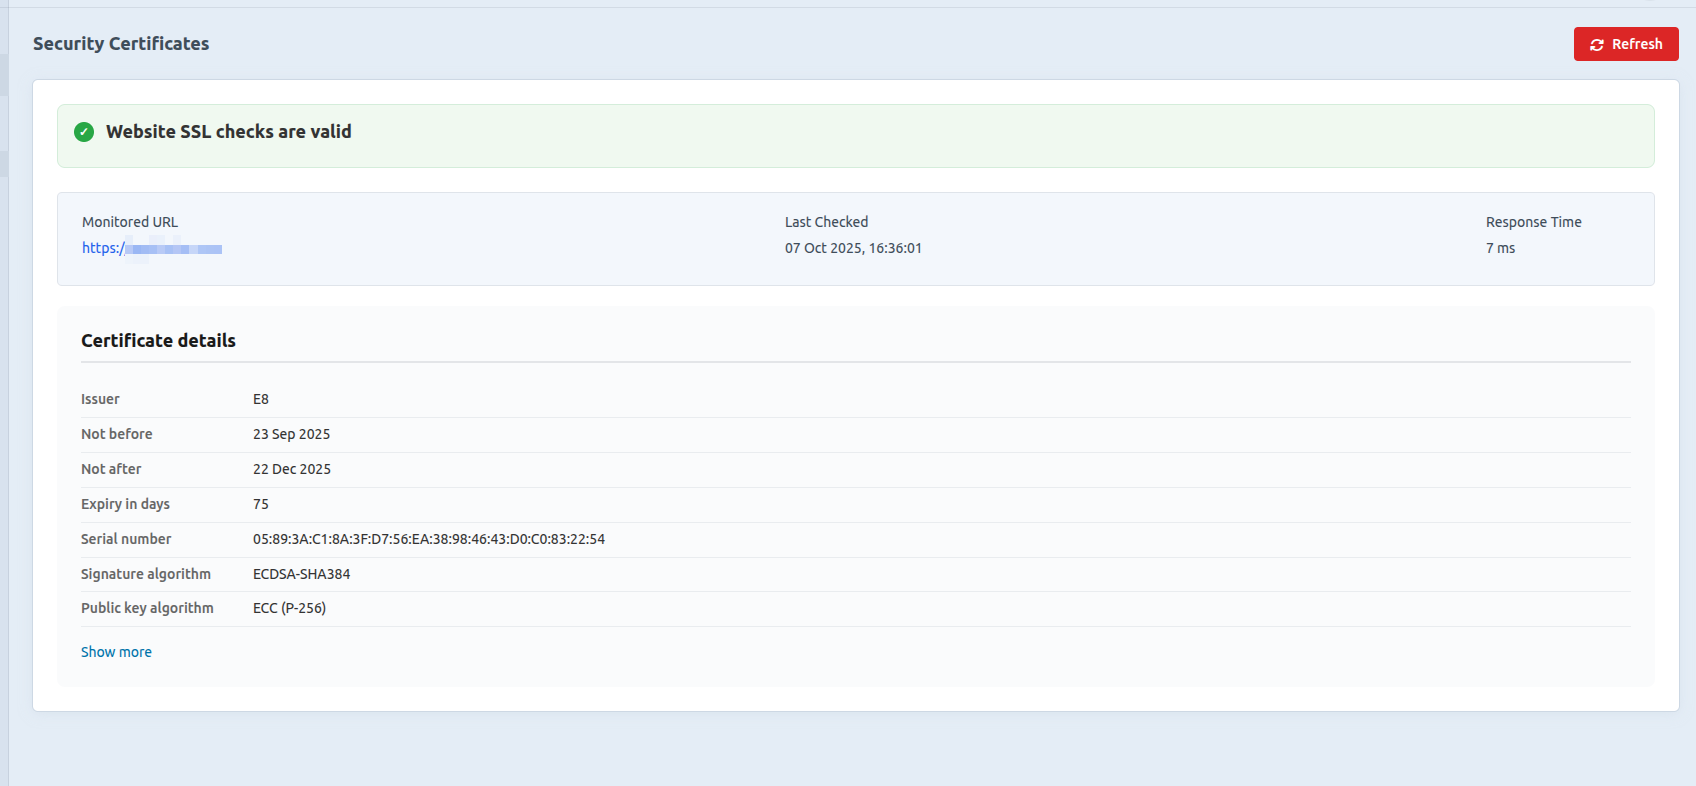 Security Certificates
Refresh
Website SSL checks are valid
Monitored URL
Last Checked
Response Time
https:/
07 Oct 2025, 16:36:01
7 ms
Certificate details
Issuer E8
Not before 23 Sep 2025
Not after 22 Dec 2025
Expiry in days 75
Serial number 05:89:3A:C1:8A:3F:D7:56:EA:38:98:46:43:D0:C0:83:22:54
Signature algorithm ECDSA-SHA384
Public key algorithm ECC (P-256)
Show more